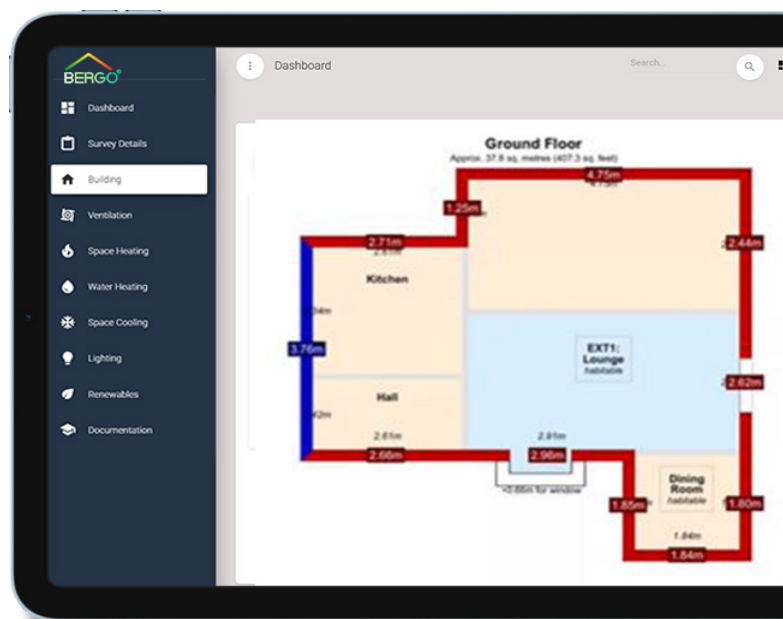 BERGO
Dashboard
Survey Details
Building
Ventilation
Space Heating
Water Heating
Space Cooling
Lighting
Renewables
Documentation
Dashboard
Search...
Ground Floor
Approx. 37.8 sq. metres (407.3 sq. feet)
4.75m
1.25m
2.71m
2.44m
Kitchen
3.76m
EXT1:
Lounge
habitable
2.62m
Hall
2.61m
2.91m
2.66m
2.96m
+0.66m for window
Dining
Room
habitable
1.85m
1.80m
1.84m
1.84m